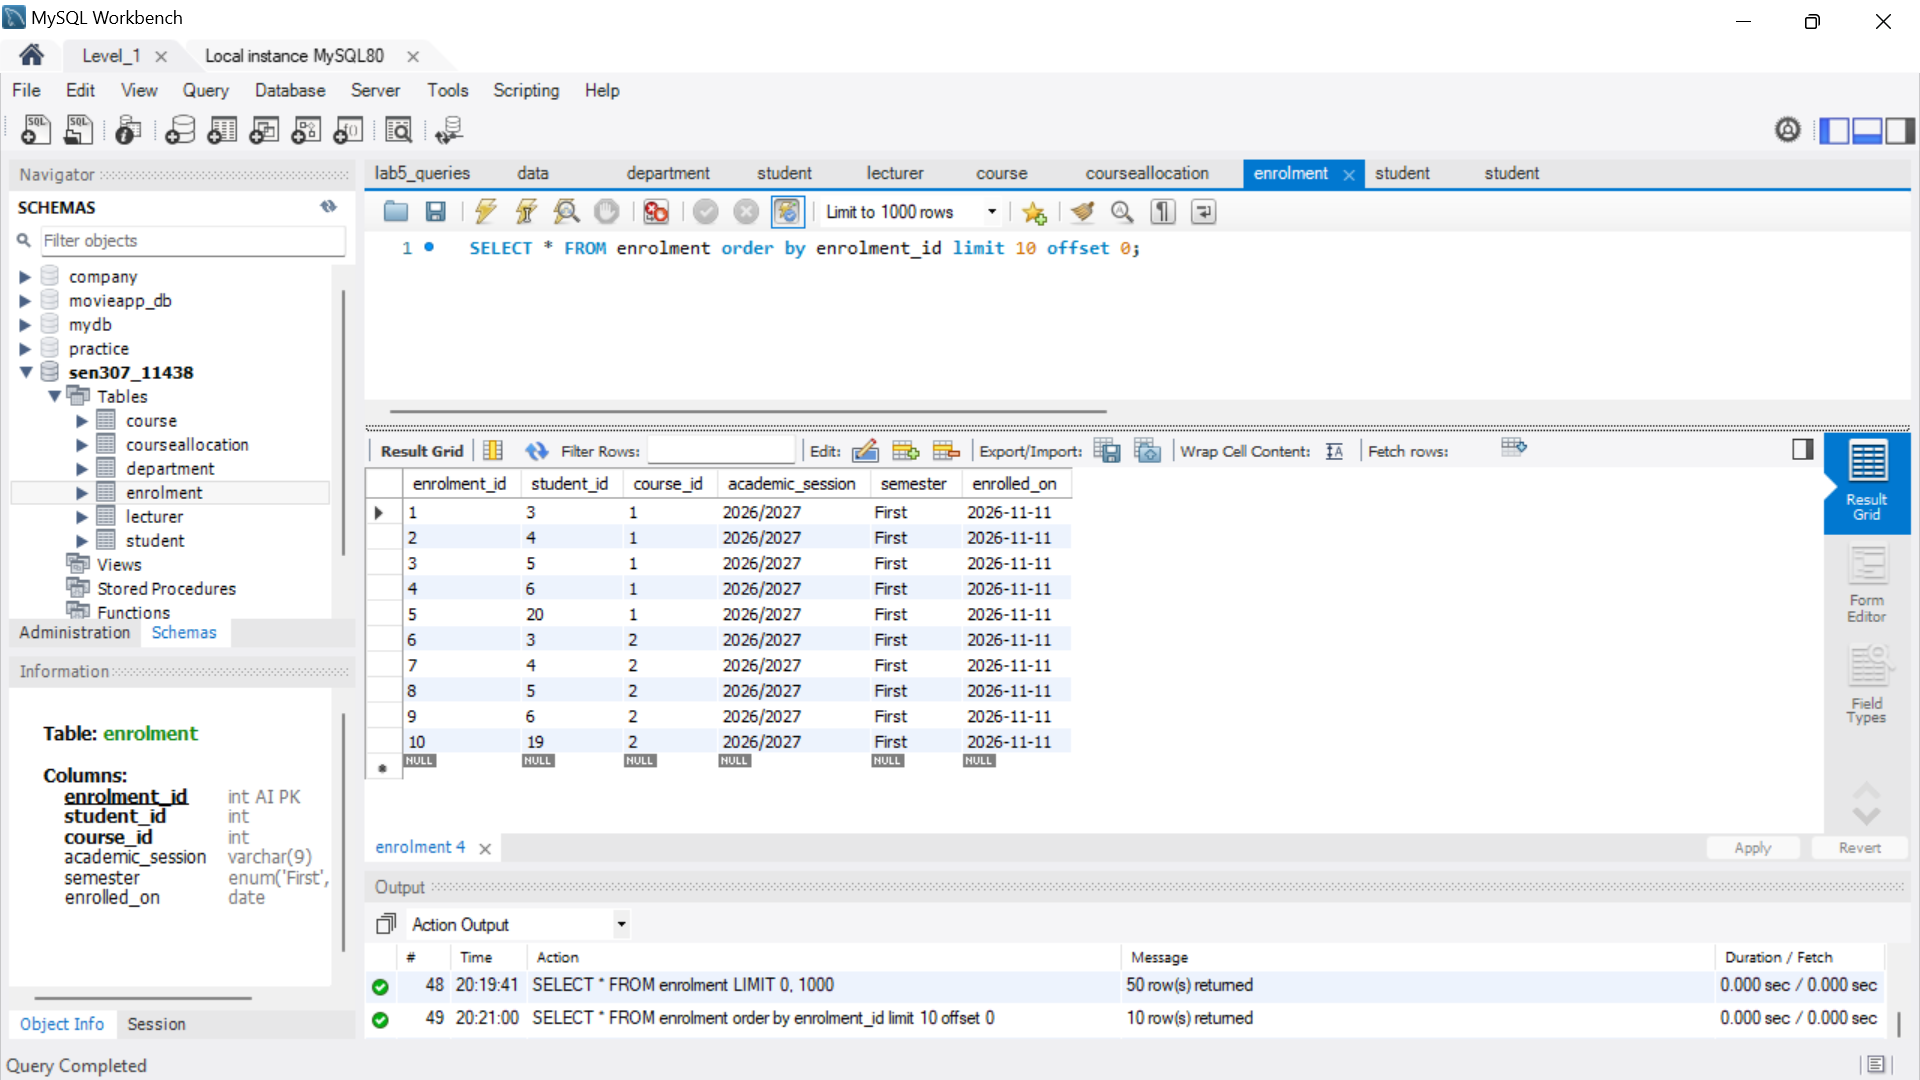 MySQL Workbench
Level_1
Local instance MySQL80
File Edit View Query Database Server Tools Scripting Help
Navigator
SCHEMAS
Filter objects
company
movieapp_db
mydb
practice
sen307_11438
Tables
course
courseallocation
department
enrolment
lecturer
student
Views
Stored Procedures
Functions
Administration Schemas
Information
Table: enrolment
Columns:
enrolment_id int AI PK
student_id int
course_id int
academic_session varchar(9)
semester enum('First',
enrolled_on date
Object Info Session
Query Completed
lab5_queries data department student lecturer course courseallocation enrolment student student
Limit to 1000 rows
1 SELECT * FROM enrolment order by enrolment_id limit 10 offset 0;
Result Grid Filter Rows: Edit: Export/Import: Wrap Cell Content: Fetch rows:
enrolment_id student_id course_id academic_session semester enrolled_on
1 3 1 2026/2027 First 2026-11-11
2 4 1 2026/2027 First 2026-11-11
3 5 1 2026/2027 First 2026-11-11
4 6 1 2026/2027 First 2026-11-11
5 20 1 2026/2027 First 2026-11-11
6 3 2 2026/2027 First 2026-11-11
7 4 2 2026/2027 First 2026-11-11
8 5 2 2026/2027 First 2026-11-11
9 6 2 2026/2027 First 2026-11-11
10 19 2 2026/2027 First 2026-11-11
NULL NULL NULL NULL NULL NULL
Result
Grid
Form
Editor
Field
Types
enrolment 4
Apply Revert
Output
Action Output
# Time Action Message Duration / Fetch
48 20:19:41 SELECT * FROM enrolment LIMIT 0, 1000 50 row(s) returned 0.000 sec / 0.000 sec
49 20:21:00 SELECT * FROM enrolment order by enrolment_id limit 10 offset 0 10 row(s) returned 0.000 sec / 0.000 sec